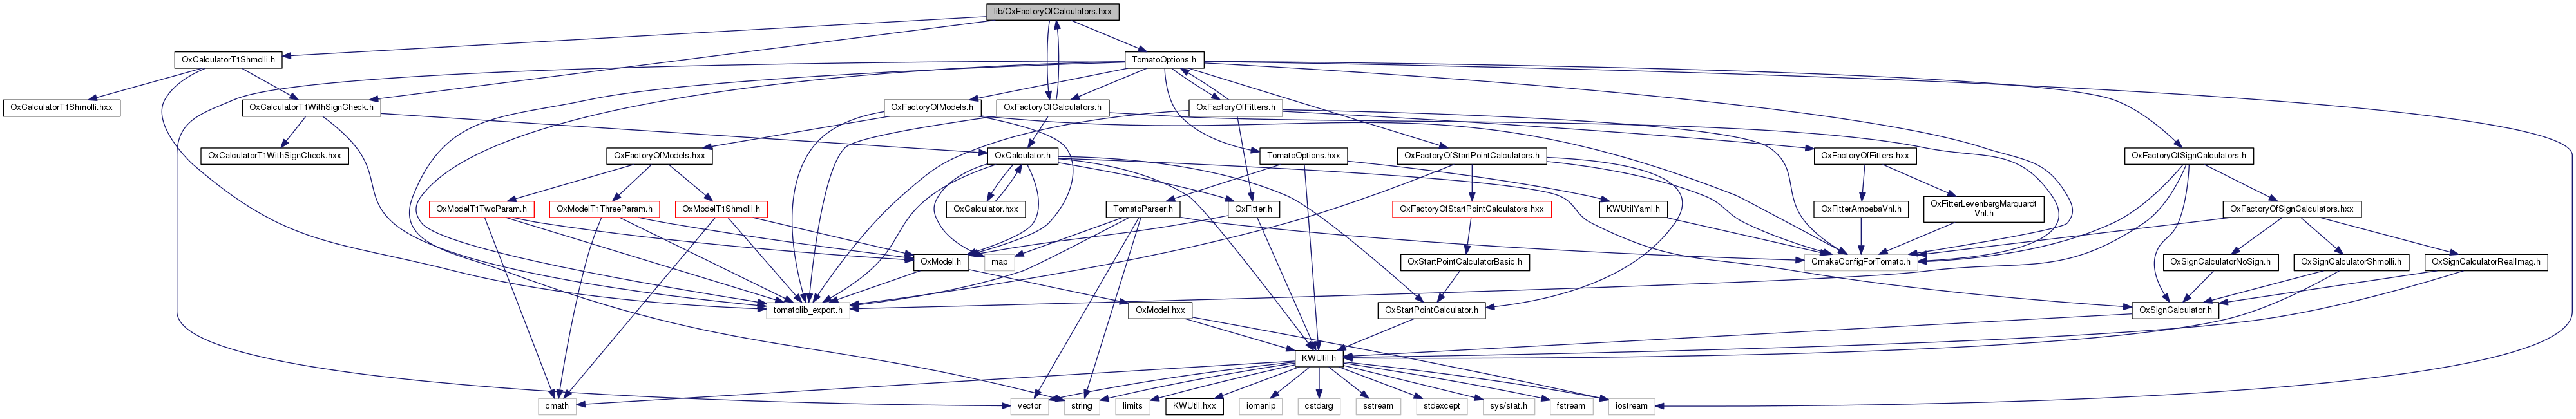 lib/OxFactoryOfCalculators.hxx
OxCalculatorT1Shmolli.h
TomatoOptions.h
OxCalculatorT1Shmolli.hxx
OxCalculatorT1WithSignCheck.h
OxFactoryOfModels.h
OxFactoryOfCalculators.h
OxFactoryOfFitters.h
OxCalculatorT1WithSignCheck.hxx
OxFactoryOfModels.hxx
OxCalculator.h
TomatoOptions.hxx
OxFactoryOfStartPointCalculators.h
OxFactoryOfFitters.hxx
OxFactoryOfSignCalculators.h
OxModelT1TwoParam.h
OxModelT1ThreeParam.h
OxModelT1Shmolli.h
OxCalculator.hxx
TomatoParser.h
OxFitter.h
OxFactoryOfStartPointCalculators.hxx
KWUtilYaml.h
OxFitterAmoebaVnl.h
OxFitterLevenbergMarquardt
Vnl.h
OxFactoryOfSignCalculators.hxx
OxModel.h
map
OxStartPointCalculatorBasic.h
CmakeConfigForTomato.h
OxSignCalculatorNoSign.h
OxSignCalculatorShmolli.h
OxSignCalculatorRealImag.h
tomatolib_export.h
OxModel.hxx
OxStartPointCalculator.h
OxSignCalculator.h
KWUtil.h
cmath
vector
string
limits
KWUtil.hxx
iomanip
cstdarg
sstream
stdexcept
sys/stat.h
fstream
iostream